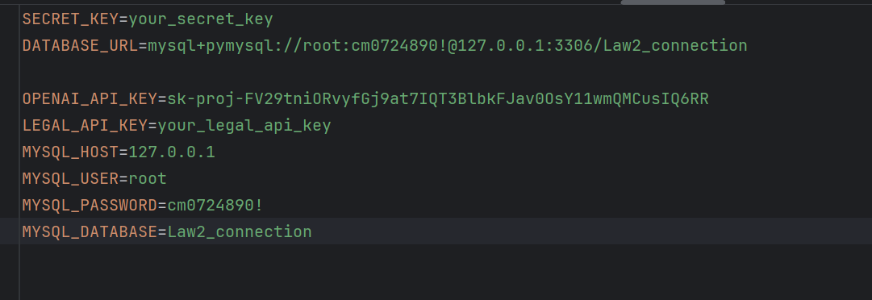 SECRET_KEY=your_secret_key
DATABASE_URL=mysql+pymysql://root:cm0724890!@127.0.0.1:3306/Law2_connection
OPENAI_API_KEY=sk-proj-FV29tniORvyfGj9at7IQT3BlbkFJav0OsY11wmQMCusIQ6RR
LEGAL_API_KEY=your_legal_api_key
MYSQL_HOST=127.0.0.1
MYSQL_USER=root
MYSQL_PASSWORD=cm0724890!
MYSQL_DATABASE=Law2_connection